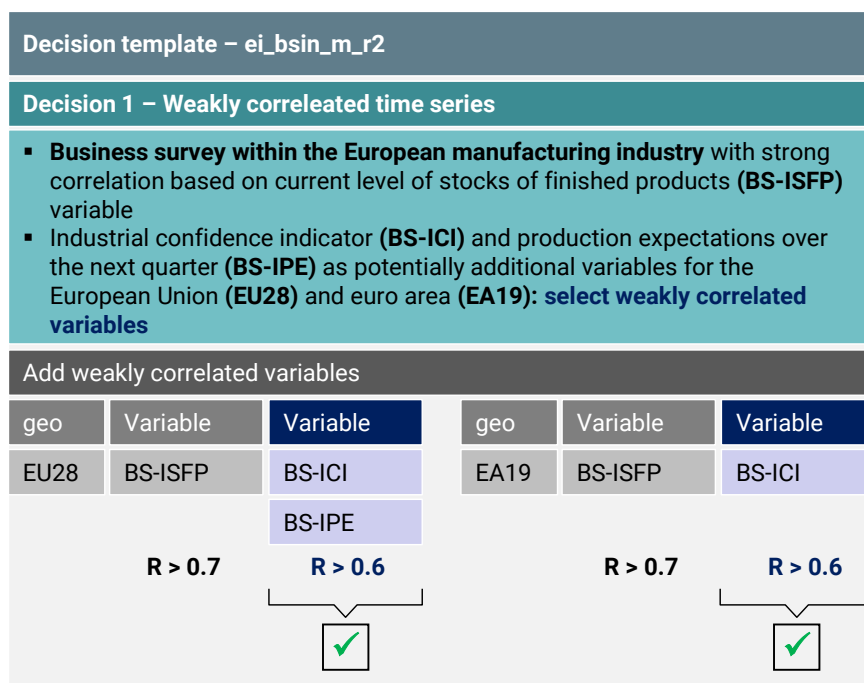 Decision template – ei_bsin_m_r2
Decision 1 – Weakly correleated time series
▪ Business survey within the European manufacturing industry with strong
correlation based on current level of stocks of finished products (BS-ISFP)
variable
▪ Industrial confidence indicator (BS-ICI) and production expectations over
the next quarter (BS-IPE) as potentially additional variables for the
European Union (EU28) and euro area (EA19): select weakly correlated
variables
Add weakly correlated variables
geo Variable Variable geo Variable Variable
EU28 BS-ISFP BS-ICI EA19 BS-ISFP BS-ICI
BS-IPE
R > 0.7 R > 0.6 R > 0.7 R > 0.6